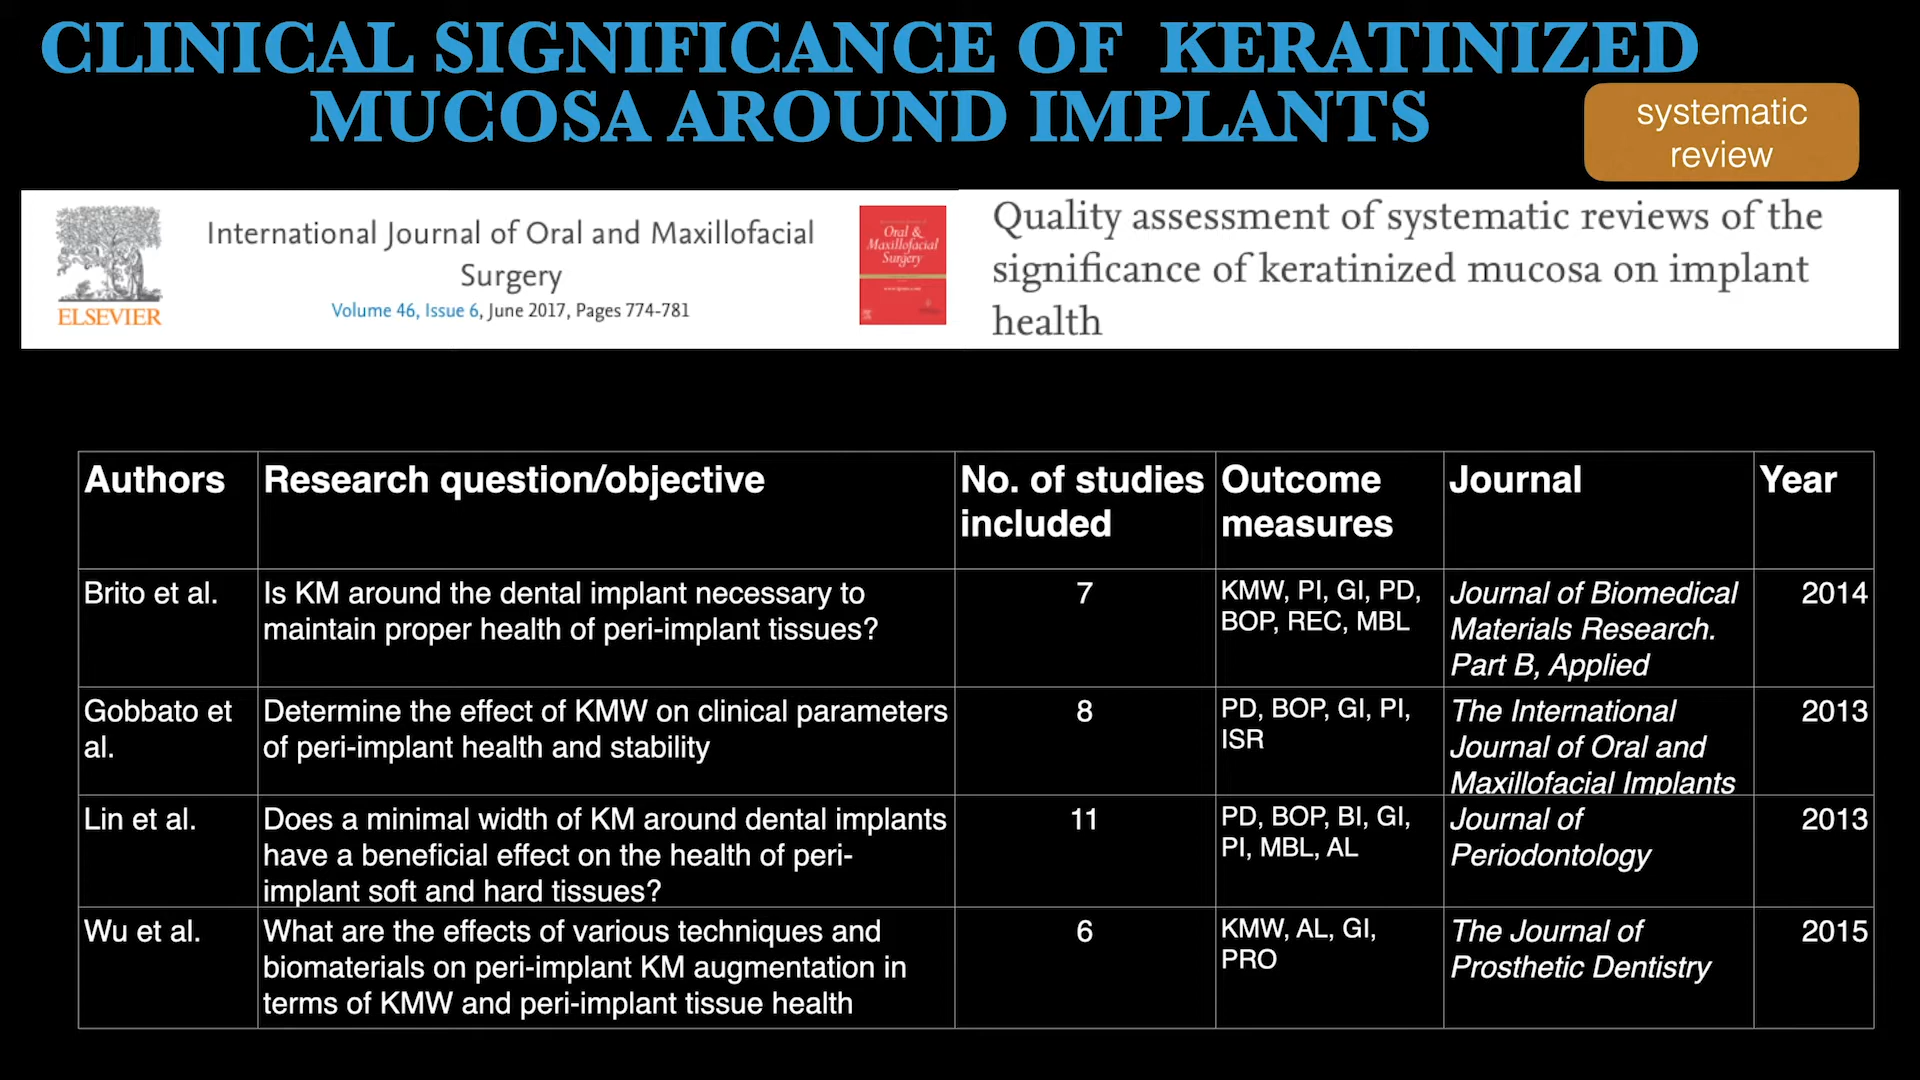 CLINICAL SIGNIFICANCE OF KERATINIZED
MUCOSA AROUND IMPLANTS
systematic
review
ELSEVIER
International Journal of Oral and Maxillofacial
Surgery
Volume 46, Issue 6, June 2017, Pages 774-781
Oral &
Maxillofacial
Surgery
Quality assessment of systematic reviews of the
significance of keratinized mucosa on implant
health
Authors
Research question/objective
No. of studies
included
Outcome
measures
Journal
Year
Brito et al.
Is KM around the dental implant necessary to
maintain proper health of peri-implant tissues?
7
KMW, PI, GI, PD,
BOP, REC, MBL
Journal of Biomedical
Materials Research.
Part B, Applied
2014
Gobbato et
al.
Determine the effect of KMW on clinical parameters
of peri-implant health and stability
8
PD, BOP, GI, PI,
ISR
The International
Journal of Oral and
Maxillofacial Implants
2013
Lin et al.
Does a minimal width of KM around dental implants
have a beneficial effect on the health of peri-
implant soft and hard tissues?
11
PD, BOP, BI, GI,
PI, MBL, AL
Journal of
Periodontology
2013
Wu et al.
What are the effects of various techniques and
biomaterials on peri-implant KM augmentation in
terms of KMW and peri-implant tissue health
6
KMW, AL, GI,
PRO
The Journal of
Prosthetic Dentistry
2015